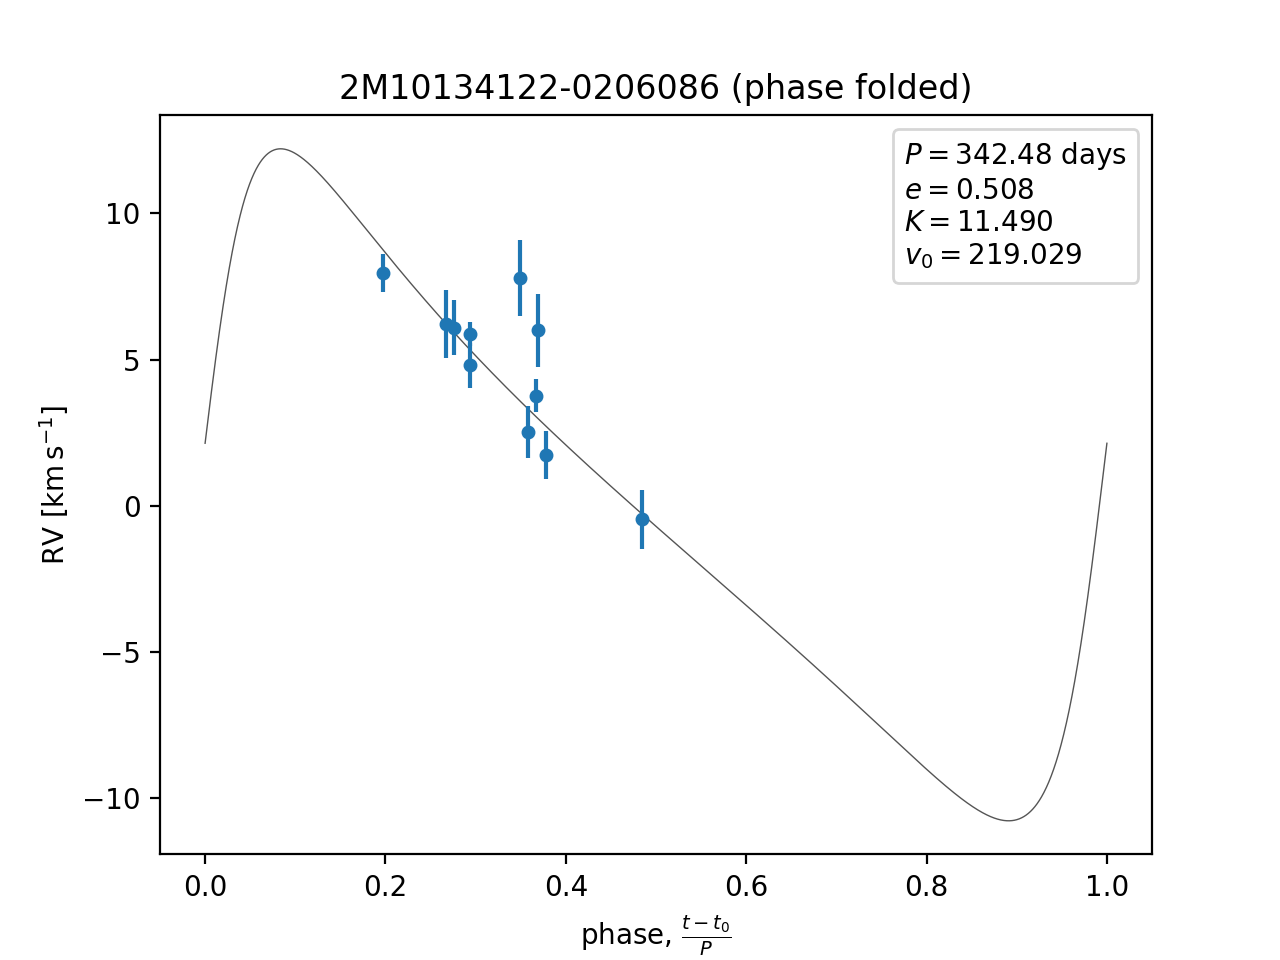 2M10134122-0206086 (phase folded)
P = 342.48 days
e = 0.508
K = 11.490
v₀ = 219.029
10
5
0
−5
−10
RV [km s⁻¹]
0.0 0.2 0.4 0.6 0.8 1.0
phase, (t − t₀)/P